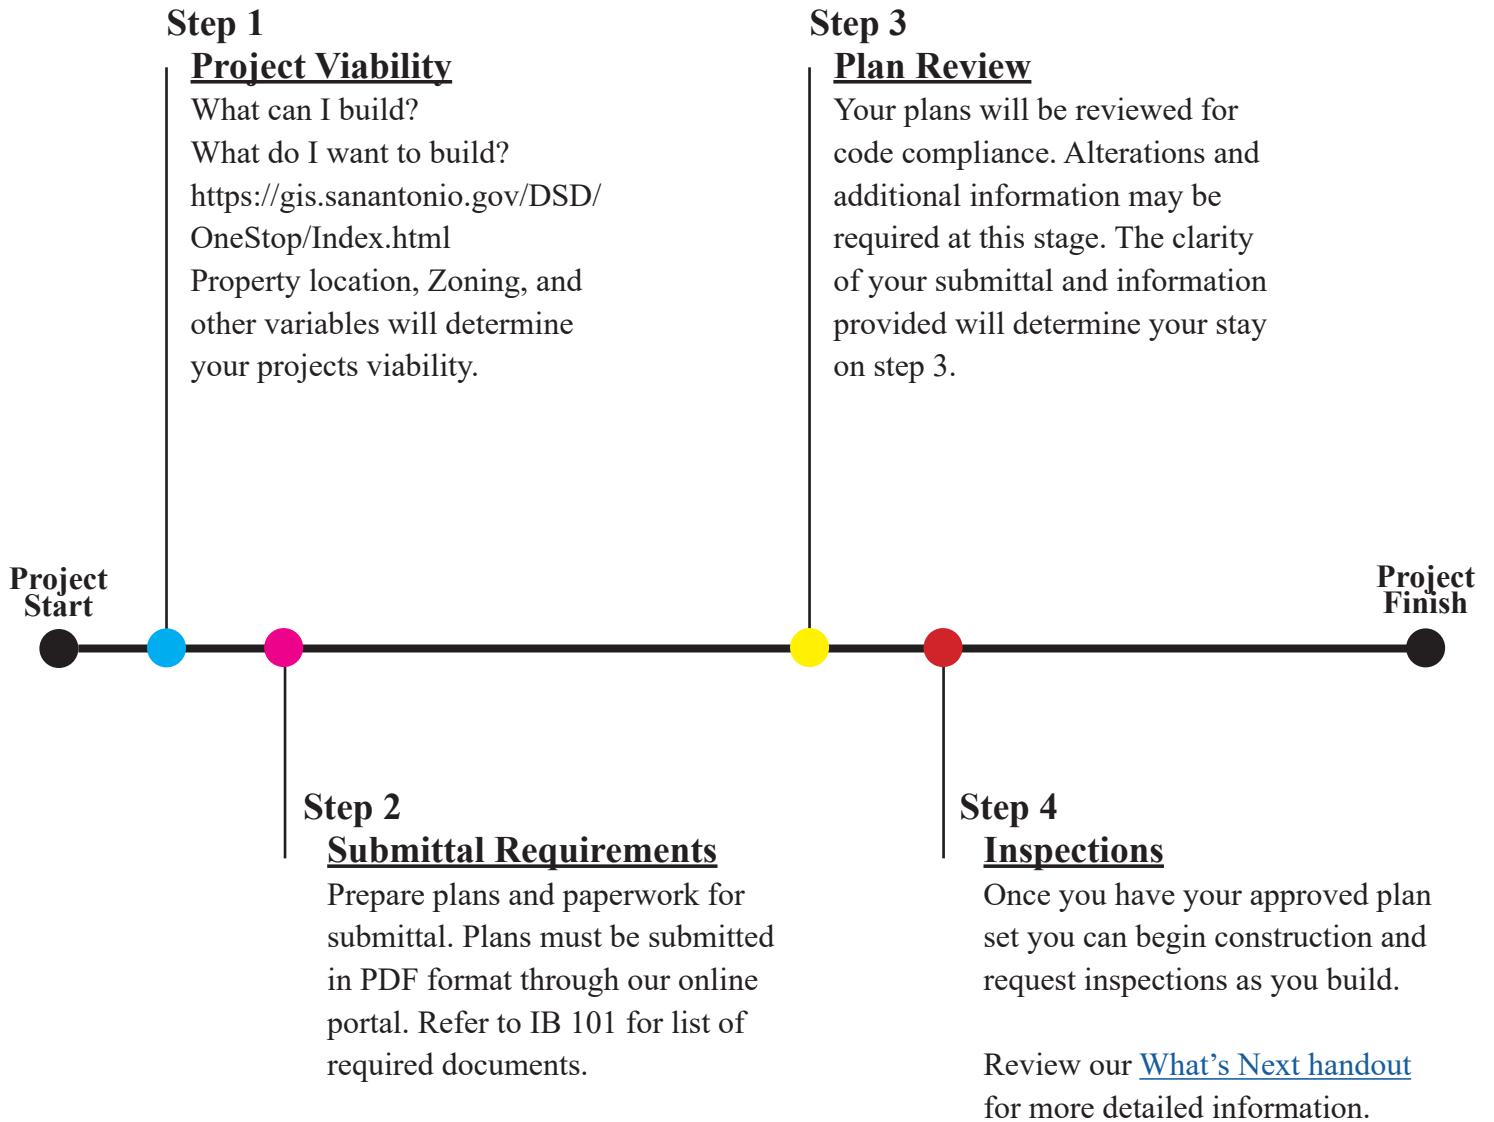 Step 1
Project Viability
What can I build?
What do I want to build?
https://gis.sanantonio.gov/DSD/
OneStop/Index.html
Property location, Zoning, and
other variables will determine
your projects viability.
Step 3
Plan Review
Your plans will be reviewed for
code compliance. Alterations and
additional information may be
required at this stage. The clarity
of your submittal and information
provided will determine your stay
on step 3.
Project
Start
Project
Finish
Step 2
Submittal Requirements
Prepare plans and paperwork for
submittal. Plans must be submitted
in PDF format through our online
portal. Refer to IB 101 for list of
required documents.
Step 4
Inspections
Once you have your approved plan
set you can begin construction and
request inspections as you build.
Review our What’s Next handout
for more detailed information.